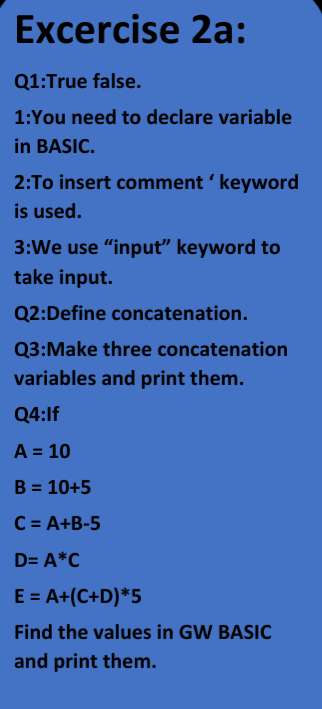 Excercise 2a:
Q1:True false.
1:You need to declare variable
in BASIC.
2:To insert comment ‘ keyword
is used.
3:We use “input” keyword to
take input.
Q2:Define concatenation.
Q3:Make three concatenation
variables and print them.
Q4:If
A = 10
B = 10+5
C = A+B-5
D= A*C
E = A+(C+D)*5
Find the values in GW BASIC
and print them.